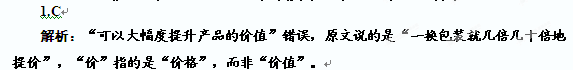 1.C
解析：“可以大幅度提升产品的价值”错误，原文说的是“一换包装就几倍几十倍地
提价”，“价”指的是“价格”，而非“价值”。